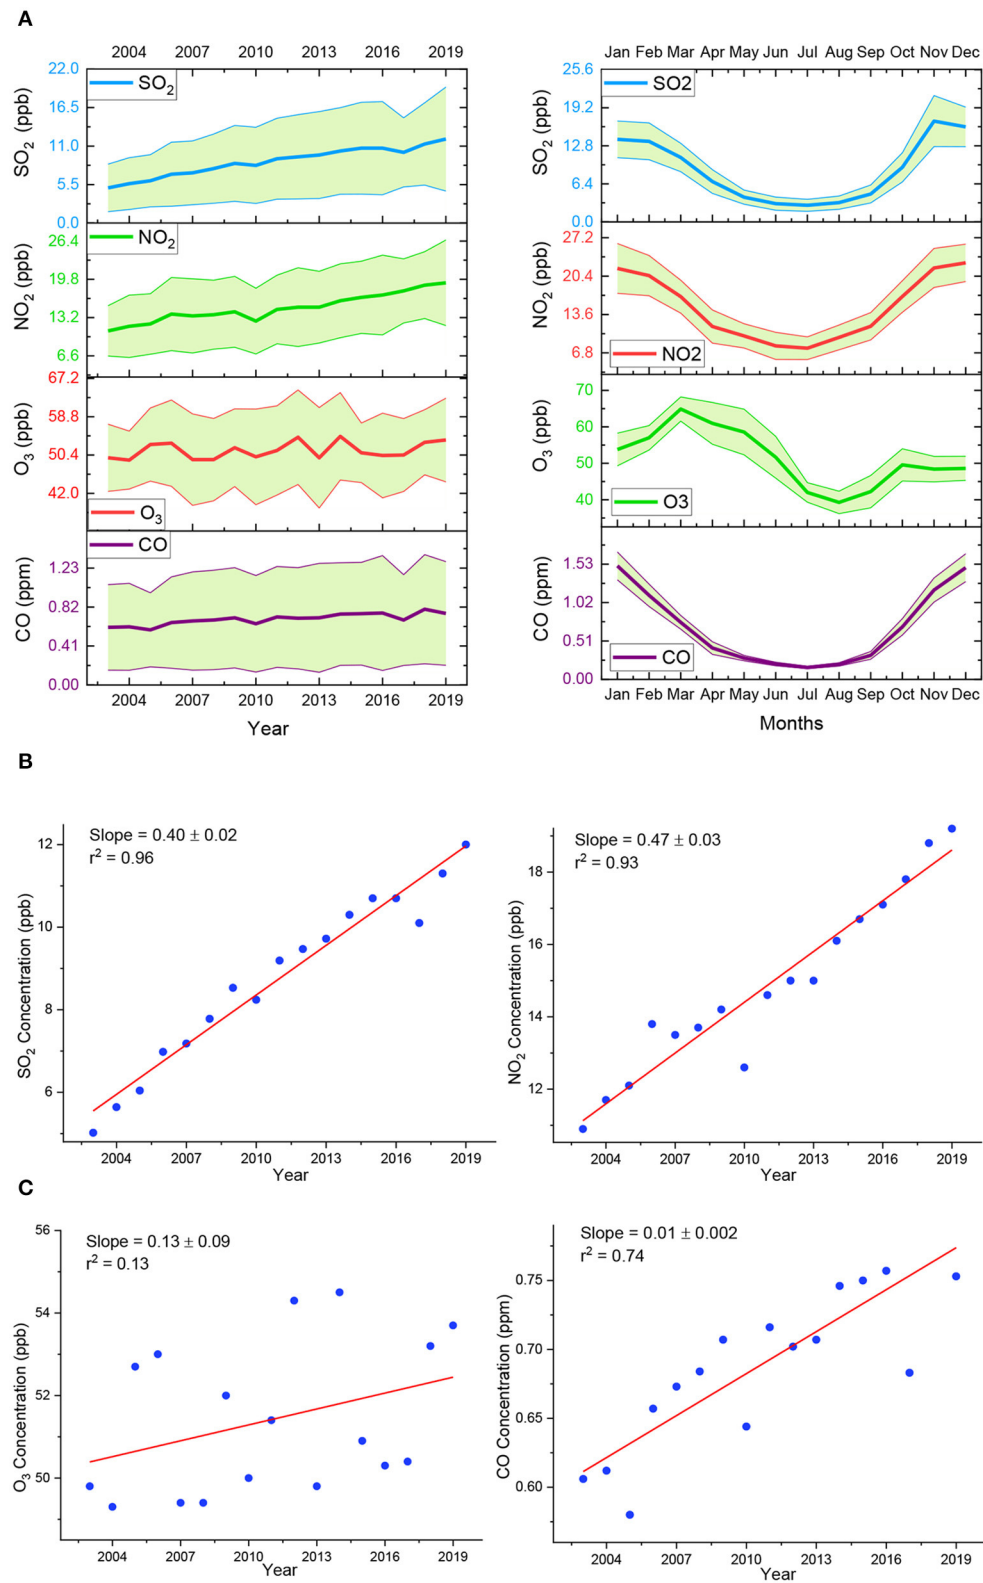 A
2004 2007 2010 2013 2016 2019
22.0
16.5
11.0
5.5
0.0
SO2 (ppb)
SO2
26.4
19.8
13.2
6.6
NO2 (ppb)
NO2
67.2
58.8
50.4
42.0
O3 (ppb)
O3
1.23
0.82
0.41
0.00
CO (ppm)
CO
2004 2007 2010 2013 2016 2019
Year
Jan Feb Mar Apr May Jun Jul Aug Sep Oct Nov Dec
25.6
19.2
12.8
6.4
0.0
SO2 (ppb)
SO2
27.2
20.4
13.6
6.8
NO2 (ppb)
NO2
70
60
50
40
O3 (ppb)
O3
1.53
1.02
0.51
0.00
CO (ppm)
CO
Jan Feb Mar Apr May Jun Jul Aug Sep Oct Nov Dec
Months
B
Slope = 0.40 ± 0.02
r2 = 0.96
12
10
8
6
SO2 Concentration (ppb)
2004 2007 2010 2013 2016 2019
Year
Slope = 0.47 ± 0.03
r2 = 0.93
18
16
14
12
NO2 Concentration (ppb)
2004 2007 2010 2013 2016 2019
Year
C
Slope = 0.13 ± 0.09
r2 = 0.13
56
54
52
50
O3 Concentration (ppb)
2004 2007 2010 2013 2016 2019
Year
Slope = 0.01 ± 0.002
r2 = 0.74
0.75
0.70
0.65
0.60
CO Concentration (ppm)
2004 2007 2010 2013 2016 2019
Year